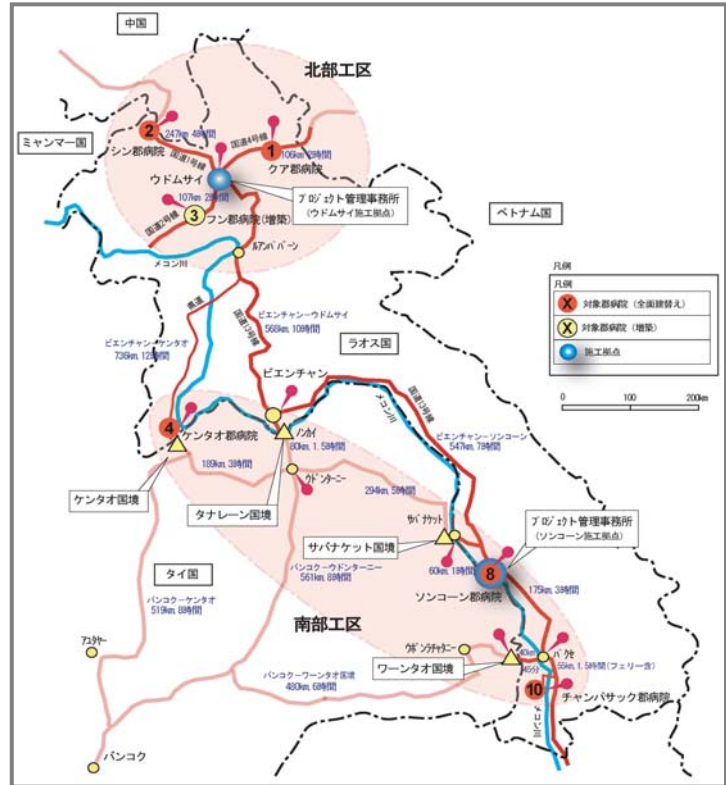 中国
北部工区
ミャンマー国
2
247km 4時間
シン郡病院
国道1号線
国道4号線
1
106km 2時間
クア郡病院
ウドムサイ
107km 2時間
プロジェクト管理事務所
(ウドムサイ施工拠点)
3
フン郡病院(増築)
国道2号線
ベトナム国
メコン川
ルアンパバーン
凡例
凡例
X 対象郡病院(全面建替え)
X 対象郡病院(増築)
施工拠点
0 100 200km
県道
ビエンチャンーウドムサイ
568km, 10時間
国道13号線
ビエンチャンーケンタオ
736km, 12時間
ラオス国
ビエンチャン
国道13号線
メコン川
ビエンチャンーソンコーン
547km, 7時間
4
ケンタオ郡病院
ノンカイ
80km, 1.5時間
189km, 3時間
ウドンターニー
294km, 5時間
ケンタオ国境
タナレーン国境
サバナケット
サバナケット国境
プロジェクト管理事務所
(ソンコーン施工拠点)
タイ国
バンコクーウドンターニー
561km, 8時間
60km, 1時間
8
ソンコーン郡病院
175km, 3時間
バンコクーケンタオ
519km, 8時間
南部工区
アユタヤー
ウボンラチャタニー
40km
45分
パクセ
ワーンタオ国境
55km, 1.5時間(フェリー含)
バンコクーワーンタオ国境
480km, 6時間
10
チャンパサック郡病院
メコン川
バンコク